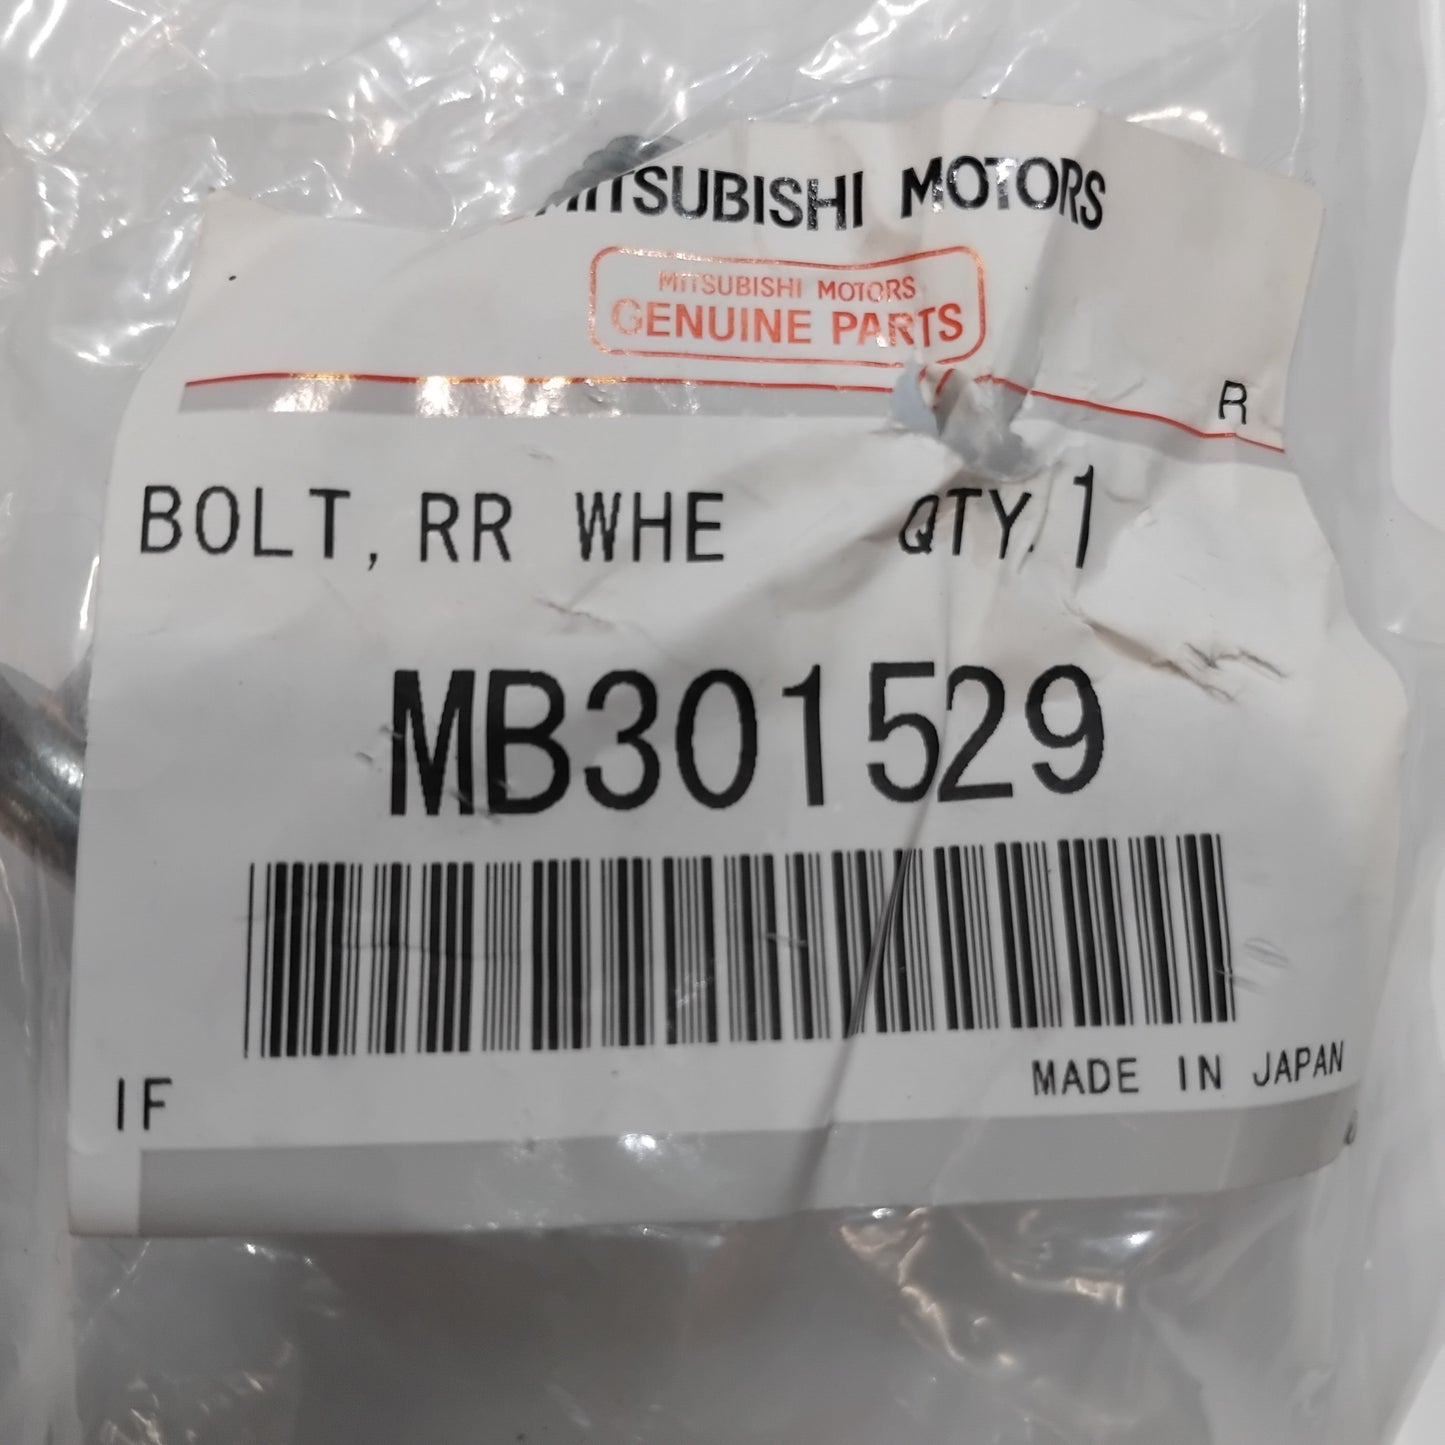 MITSUBISHI MOTORS
MITSUBISHI MOTORS
GENUINE PARTS
R
BOLT, RR WHE QTY. 1
MB301529
IF
MADE IN JAPAN